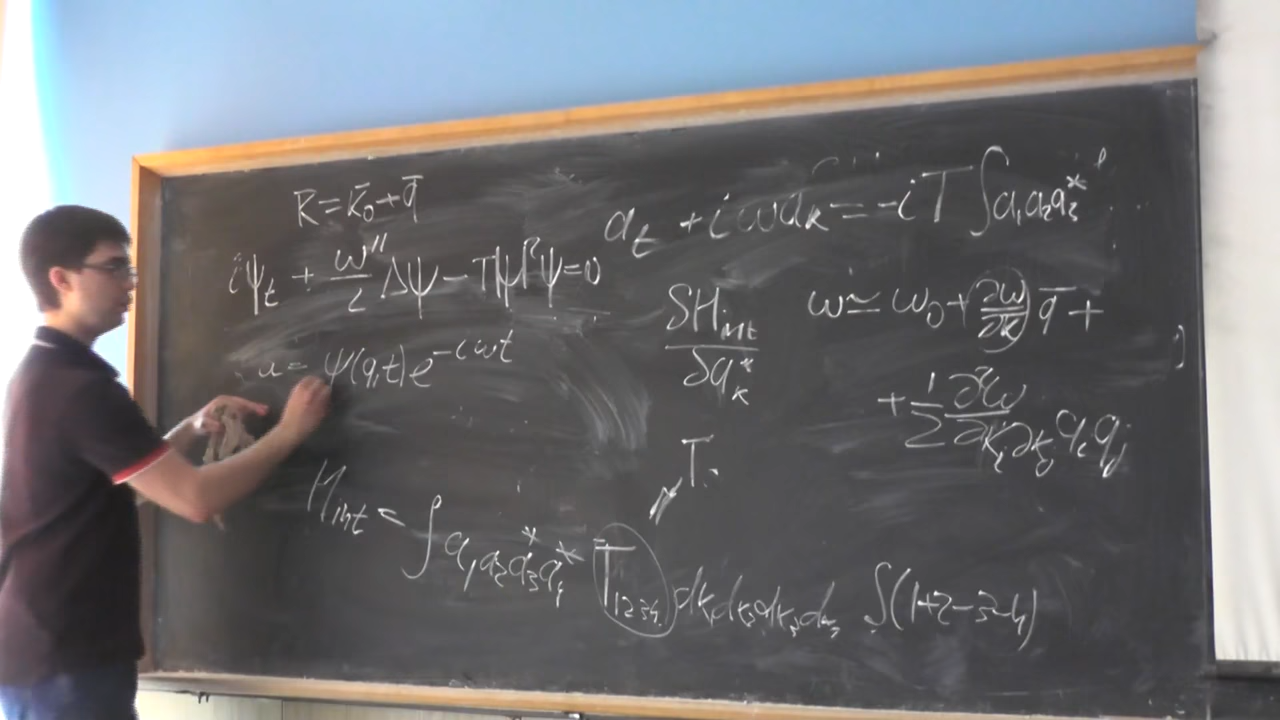 k̄ = k̄₀ + q̄
iψ_t + ω''/2 Δψ − T|ψ|²ψ = 0
u = ψ(q,t)e^{−iωt}
H_int = ∫ a₁a₂a₃*a₄* T₁₂₃₄ dk₁dk₂dk₃dk₄ δ(1+2−3−4)
a_t + iωa_k = −iT∫a₁a₂a₃*
δH_int / δa_k*
ω ≃ ω₀ + (∂ω/∂k) q̄ +
+ 1/2 ∂²ω/∂k_i∂k_j q_i q_j
T